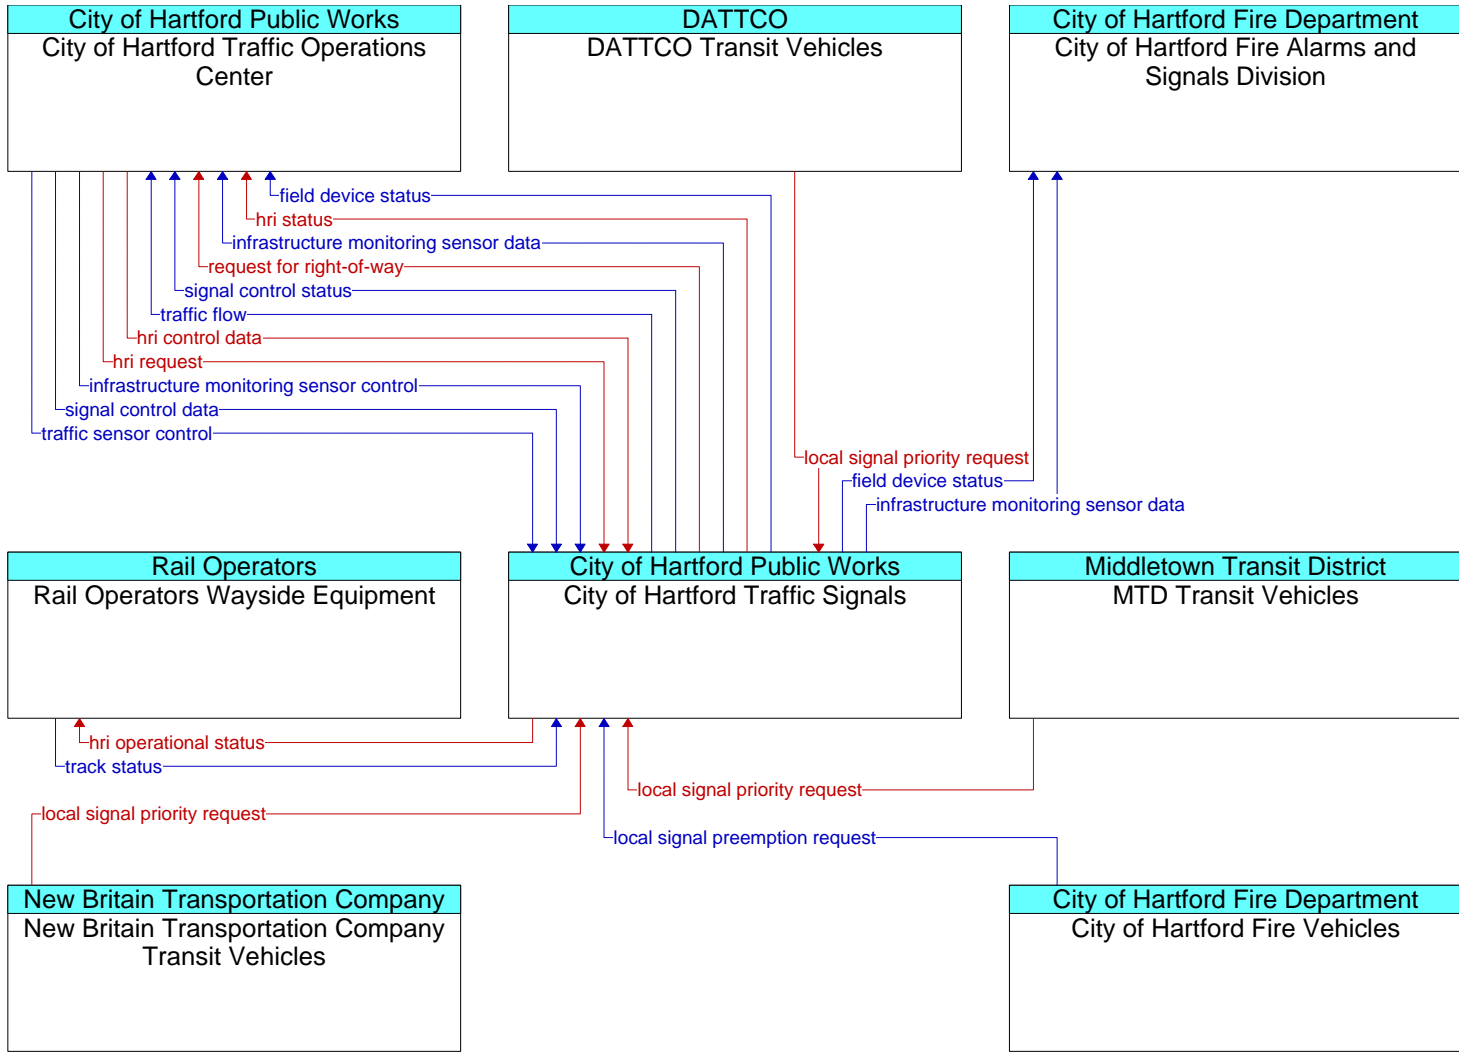 City of Hartford Public Works
City of Hartford Traffic Operations
Center
DATTCO
DATTCO Transit Vehicles
City of Hartford Fire Department
City of Hartford Fire Alarms and
Signals Division
field device status
hri status
infrastructure monitoring sensor data
request for right-of-way
signal control status
traffic flow
hri control data
hri request
infrastructure monitoring sensor control
signal control data
traffic sensor control
local signal priority request
field device status
infrastructure monitoring sensor data
Rail Operators
Rail Operators Wayside Equipment
City of Hartford Public Works
City of Hartford Traffic Signals
Middletown Transit District
MTD Transit Vehicles
hri operational status
track status
local signal priority request
local signal priority request
local signal preemption request
New Britain Transportation Company
New Britain Transportation Company
Transit Vehicles
City of Hartford Fire Department
City of Hartford Fire Vehicles